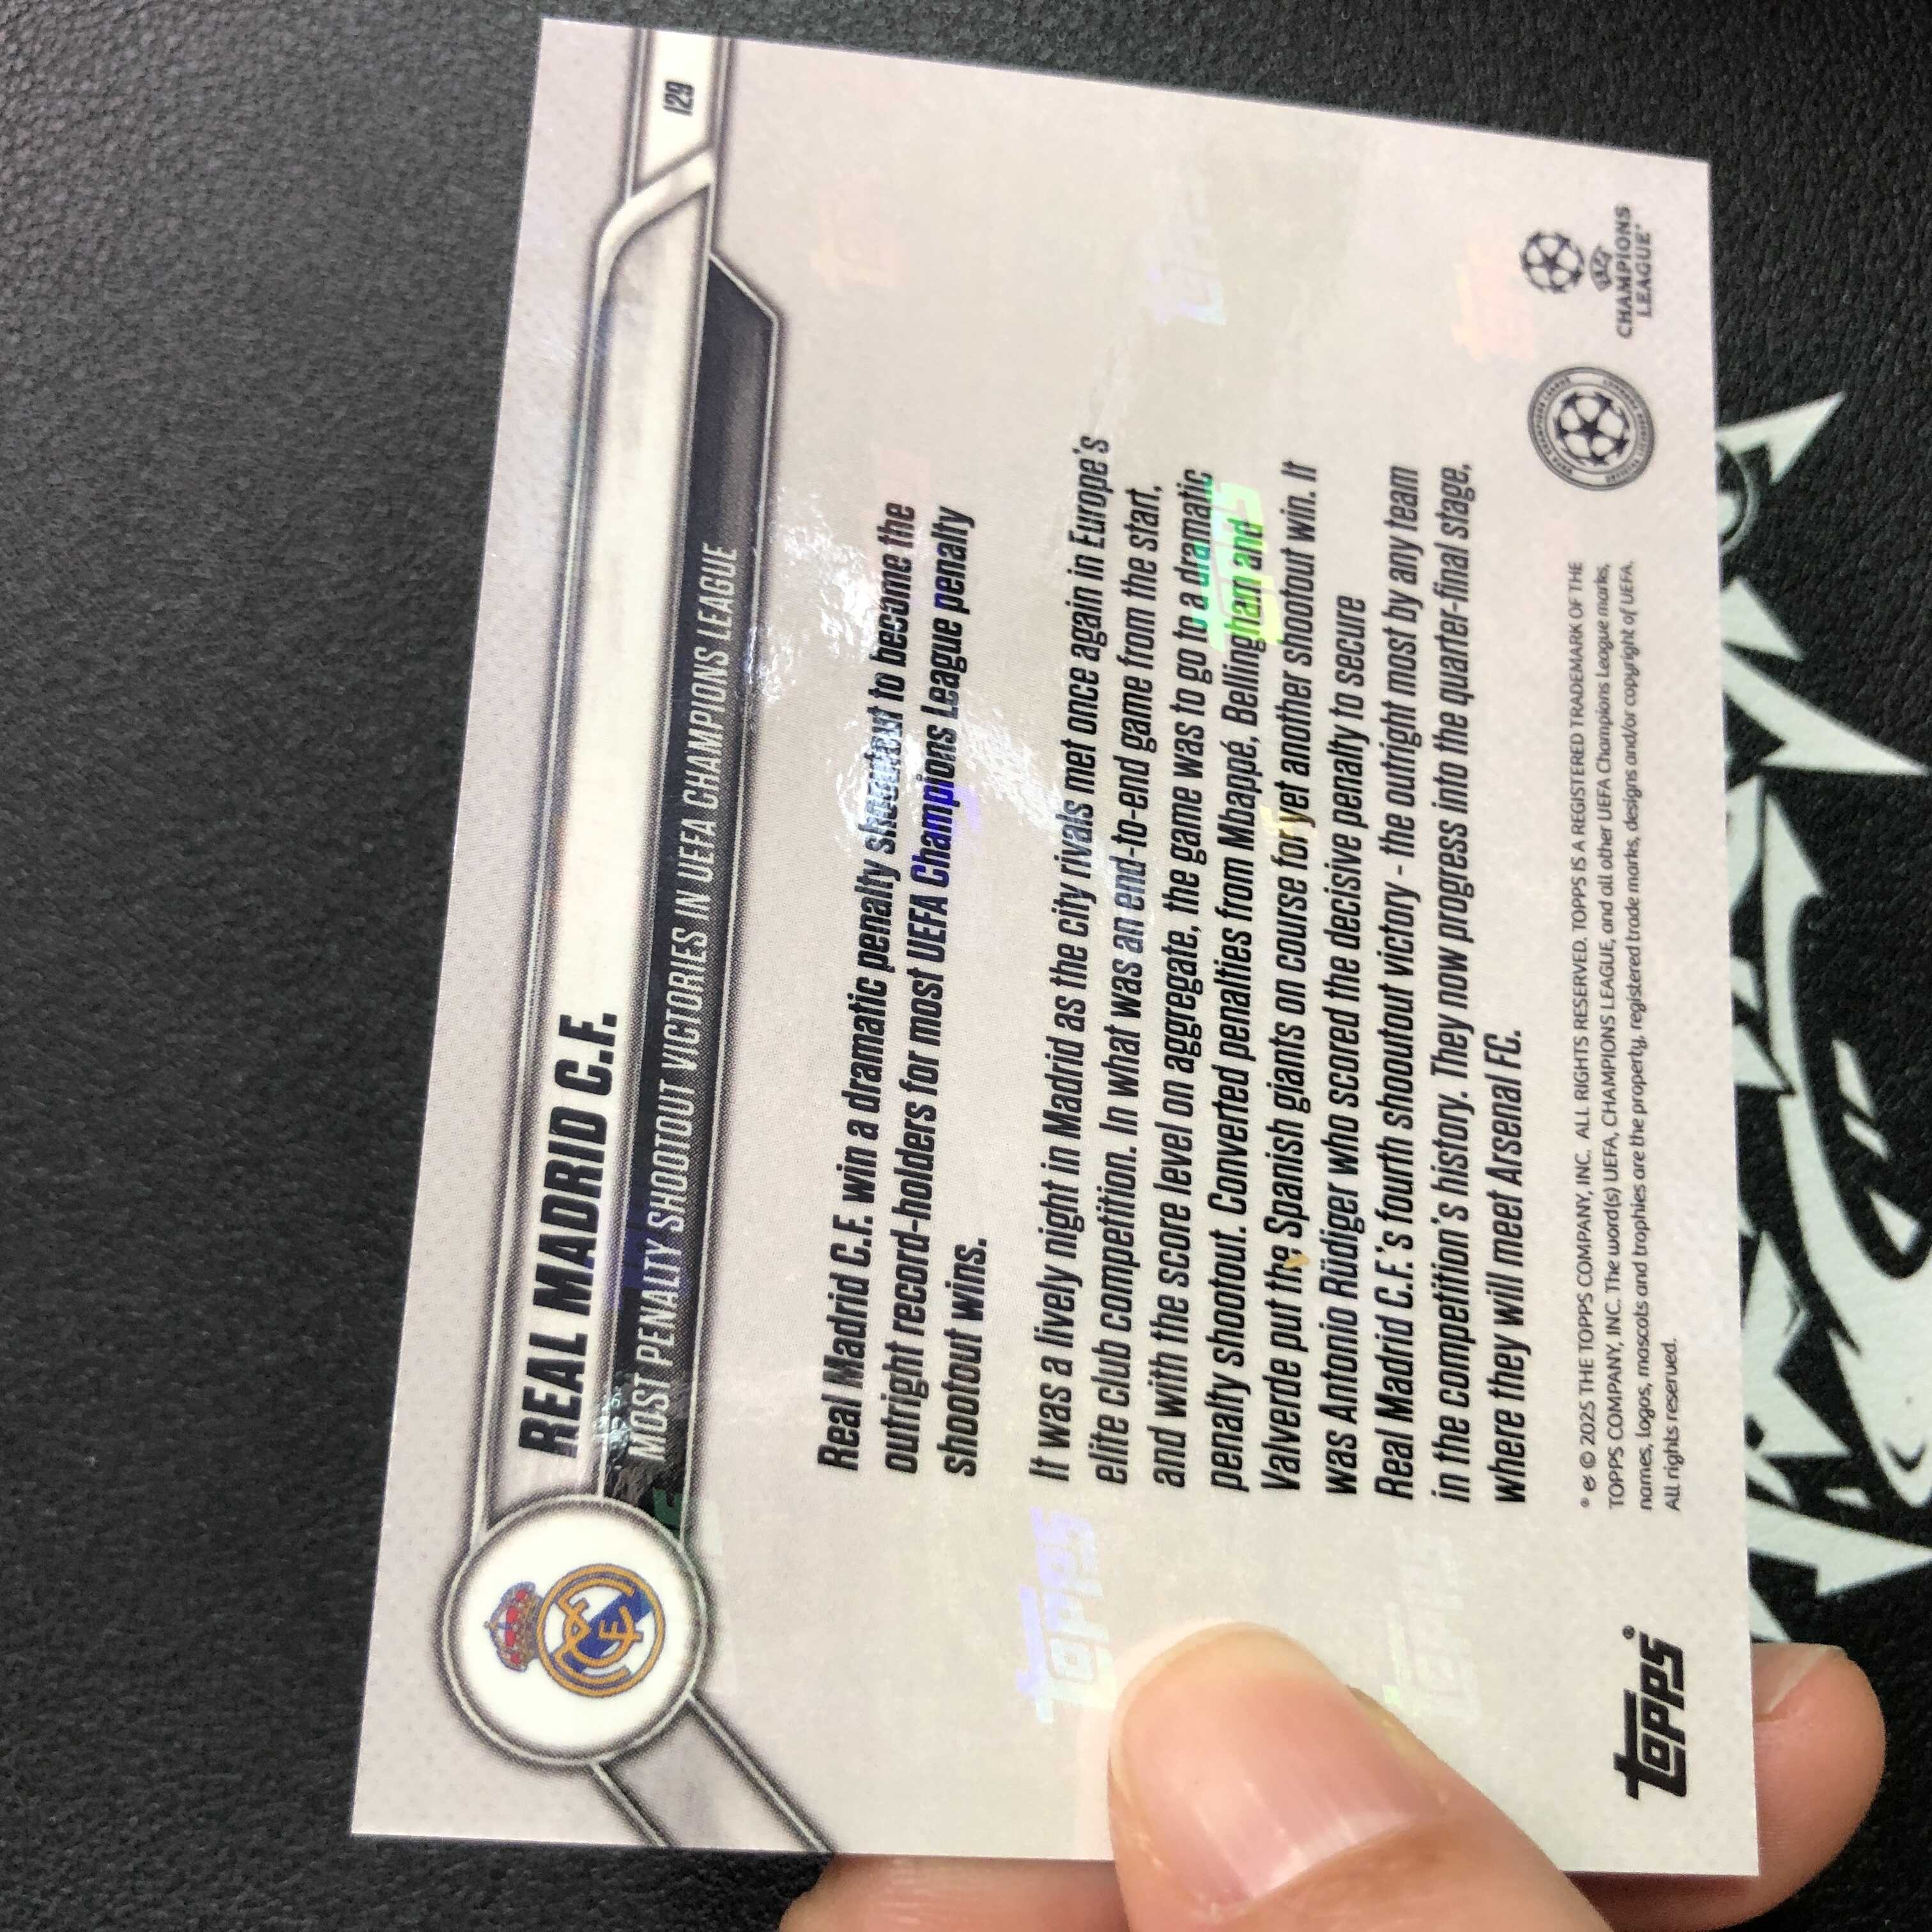 129
REAL MADRID C.F.
MOST PENALTY SHOOTOUT VICTORIES IN UEFA CHAMPIONS LEAGUE
Real Madrid C.F. win a dramatic penalty shootout to become the
outright record-holders for most UEFA Champions League penalty
shootout wins.
It was a lively night in Madrid as the city rivals met once again in Europe's
elite club competition. In what was an end-to-end game from the start,
and with the score level on aggregate, the game was to go to a dramatic
penalty shootout. Converted penalties from Mbappé, Bellingham and
Valverde put the Spanish giants on course for yet another shootout win. It
was Antonio Rüdiger who scored the decisive penalty to secure
Real Madrid C.F.'s fourth shootout victory - the outright most by any team
in the competition's history. They now progress into the quarter-final stage,
where they will meet Arsenal FC.
® & © 2025 THE TOPPS COMPANY, INC. ALL RIGHTS RESERVED. TOPPS IS A REGISTERED TRADEMARK OF THE
TOPPS COMPANY, INC. The word(s) UEFA, CHAMPIONS LEAGUE, and all other UEFA Champions League marks,
names, logos, mascots and trophies are the property, registered trade marks, designs and/or copyright of UEFA.
All rights reserved.
topps®
CHAMPIONS
LEAGUE®